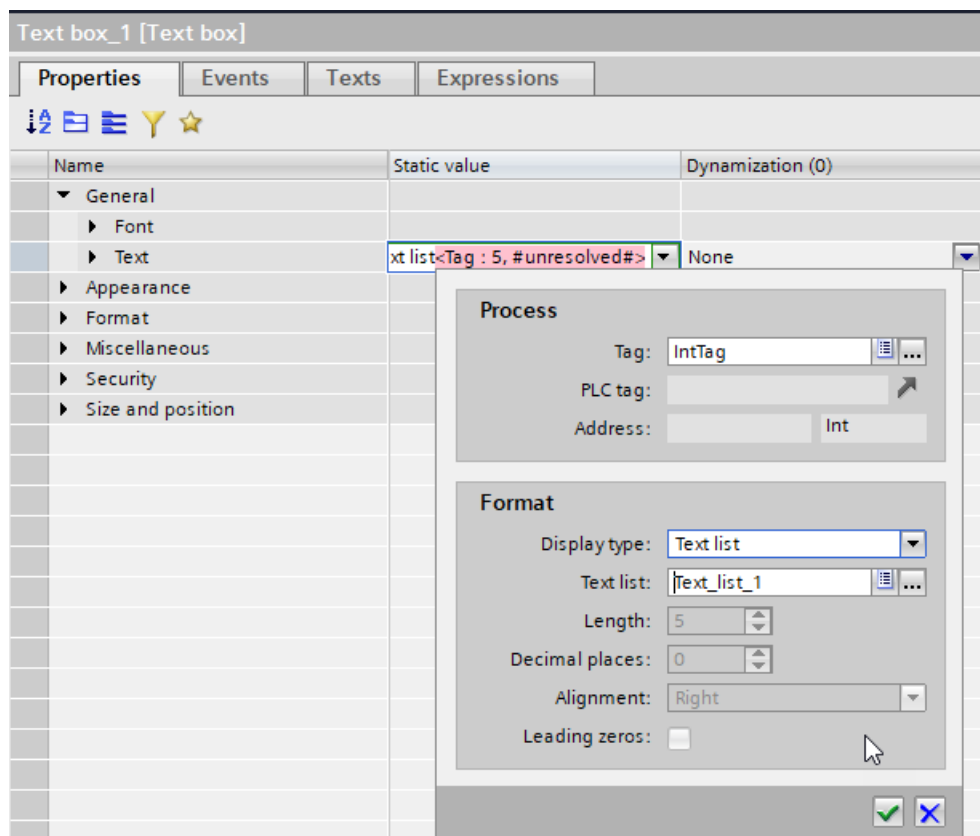 Text box_1 [Text box]
Properties Events Texts Expressions
Name Static value Dynamization (0)
General
Font
Text xt list<Tag : 5, #unresolved#> None
Appearance
Format
Miscellaneous
Security
Size and position
Process
Tag: IntTag ...
PLC tag:
Address: Int
Format
Display type: Text list
Text list: Text_list_1 ...
Length: 5
Decimal places: 0
Alignment: Right
Leading zeros: